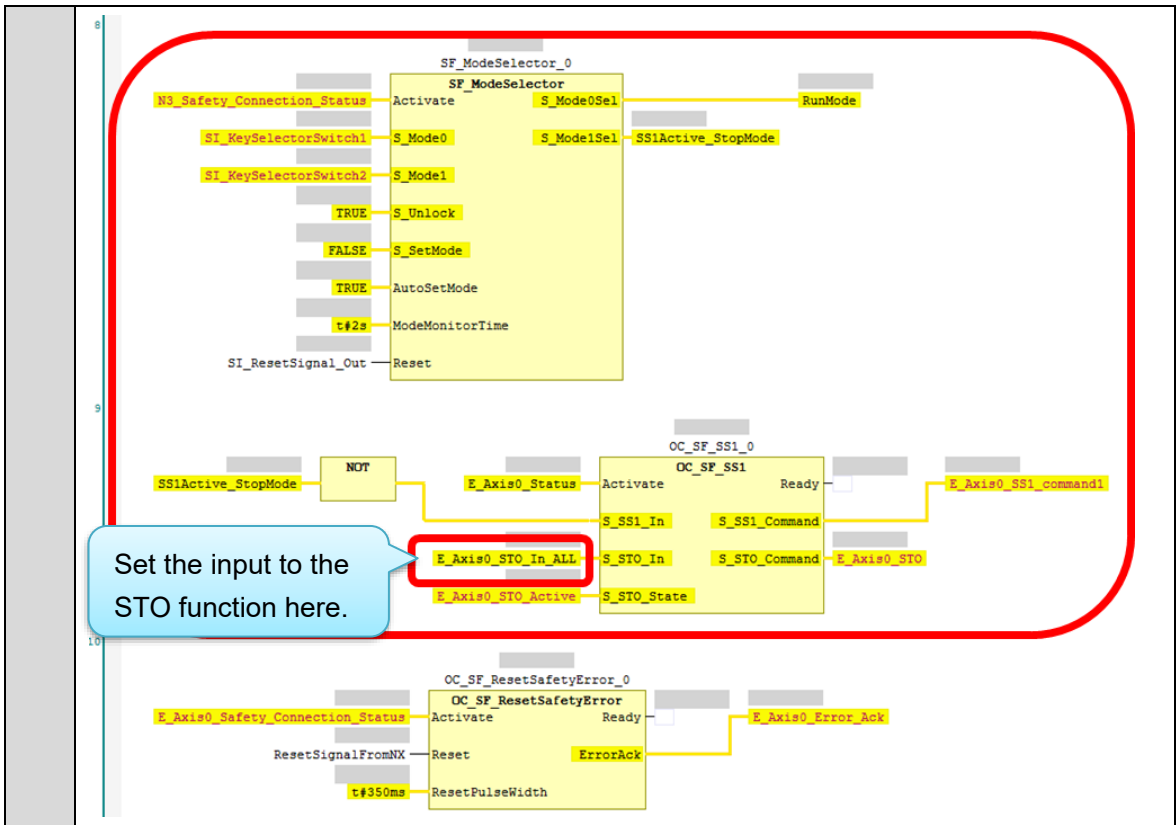 8
SF_ModeSelector_0
SF_ModeSelector
N3_Safety_Connection_Status Activate S_Mode0Sel RunMode
SI_KeySelectorSwitch1 S_Mode0 S_Mode1Sel SS1Active_StopMode
SI_KeySelectorSwitch2 S_Mode1
TRUE S_Unlock
FALSE S_SetMode
TRUE AutoSetMode
t#2s ModeMonitorTime
SI_ResetSignal_Out Reset
9
OC_SF_SS1_0
NOT OC_SF_SS1
SS1Active_StopMode E_Axis0_Status Activate Ready E_Axis0_SS1_command1
S_SS1_In S_SS1_Command
E_Axis0_STO_In_ALL S_STO_In S_STO_Command E_Axis0_STO
E_Axis0_STO_Active S_STO_State
Set the input to the
STO function here.
10
OC_SF_ResetSafetyError_0
OC_SF_ResetSafetyError
E_Axis0_Safety_Connection_Status Activate Ready E_Axis0_Error_Ack
ResetSignalFromNX Reset ErrorAck
t#350ms ResetPulseWidth